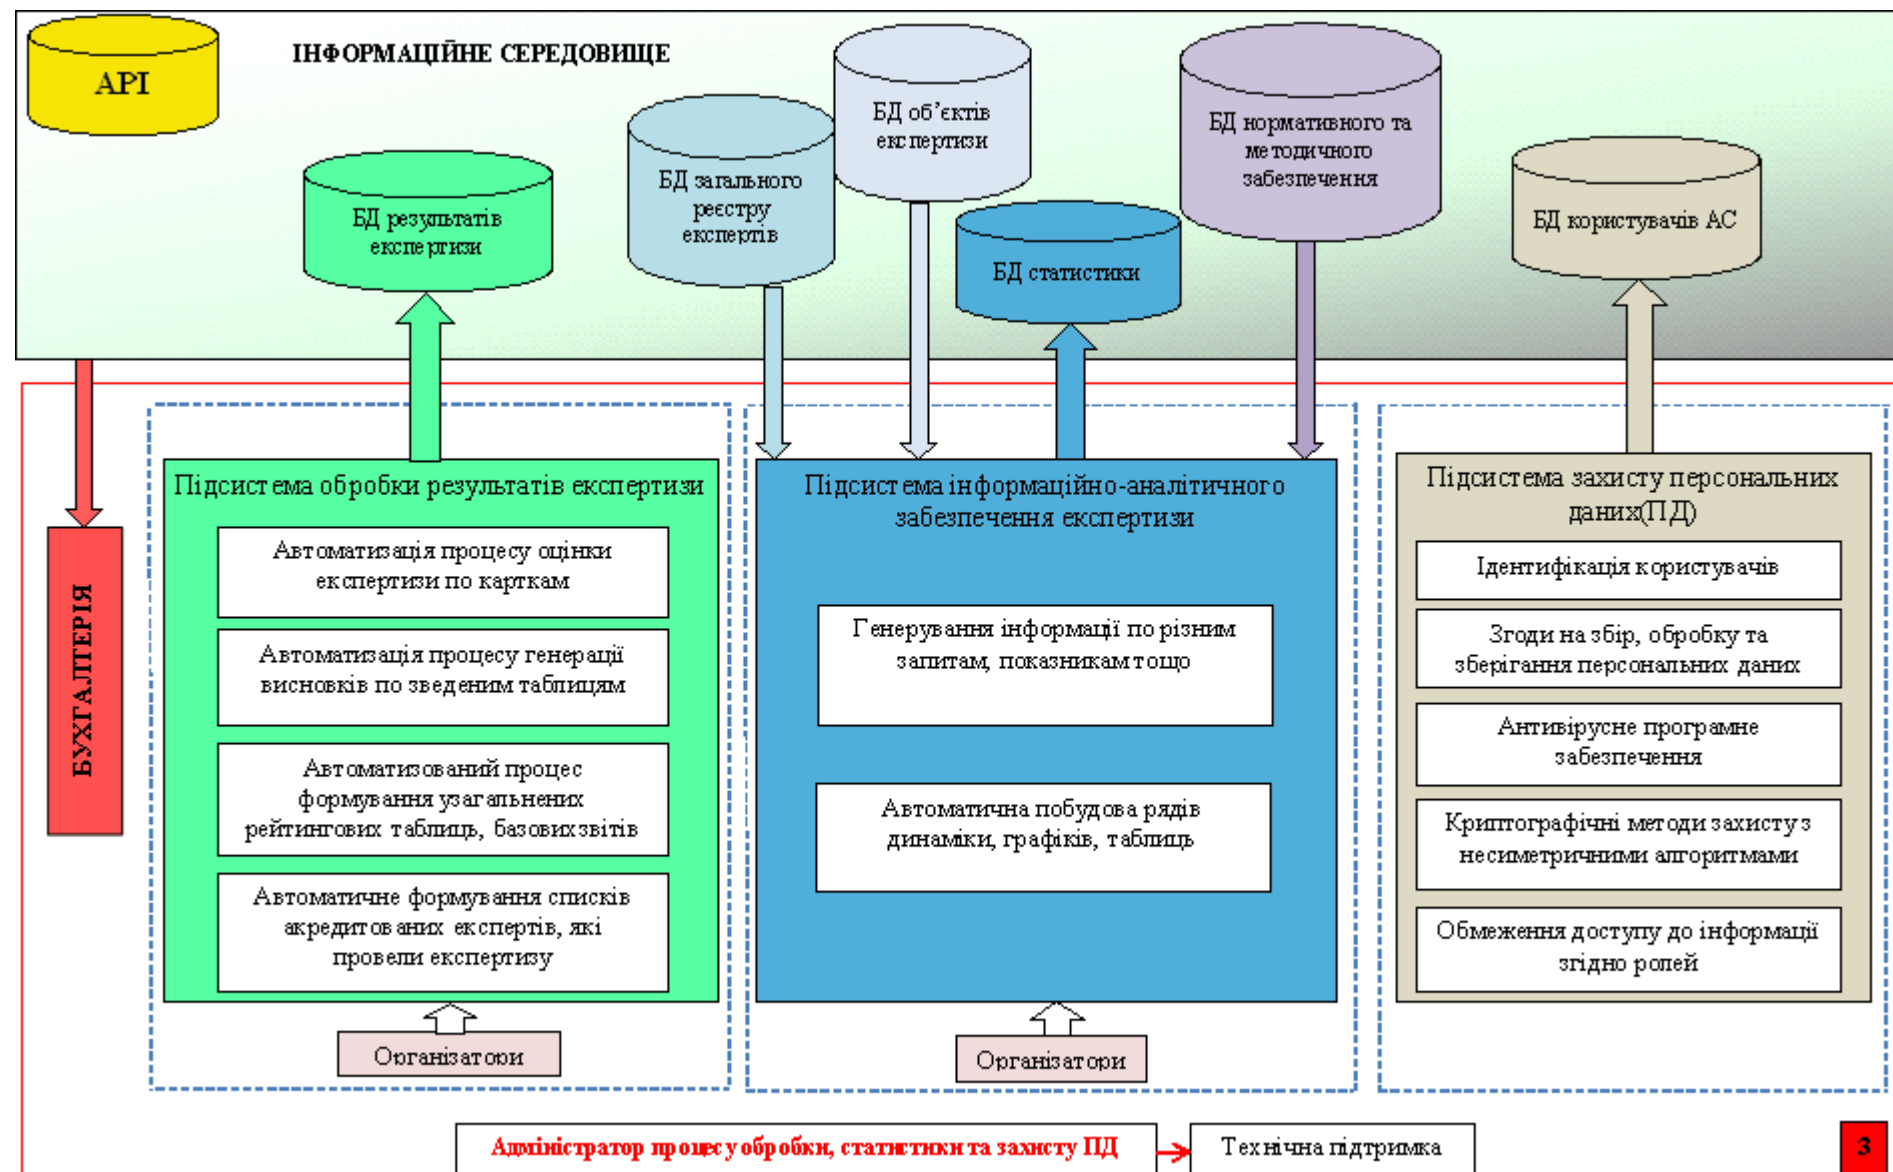 API
ІНФОРМАЦІЙНЕ СЕРЕДОВИЩЕ
БД результатів
експертизи
БД загального
реєстру
експертів
БД об’єктів
експертизи
БД статистики
БД нормативного та
методичного
забезпечення
БД користувачів АС
БУХГАЛТЕРІЯ
Підсистема обробки результатів експертизи
Автоматизація процесу оцінки
експертизи по карткам
Автоматизація процесу генерації
висновків по зведеним таблицям
Автоматизований процес
формування узагальнених
рейтингових таблиць, базових звітів
Автоматичне формування списків
акредитованих експертів, які
провели експертизу
Організатори
Підсистема інформаційно-аналітичного
забезпечення експертизи
Генерування інформації по різним
запитам, показникам тощо
Автоматична побудова рядів
динаміки, графіків, таблиць
Організатори
Підсистема захисту персональних
даних(ПД)
Ідентифікація користувачів
Згоди на збір, обробку та
зберігання персональних даних
Антивірусне програмне
забезпечення
Криптографічні методи захисту з
несиметричними алгоритмами
Обмеження доступу до інформації
згідно ролей
Адміністратор процесу обробки, статистики та захисту ПД
Технічна підтримка
3